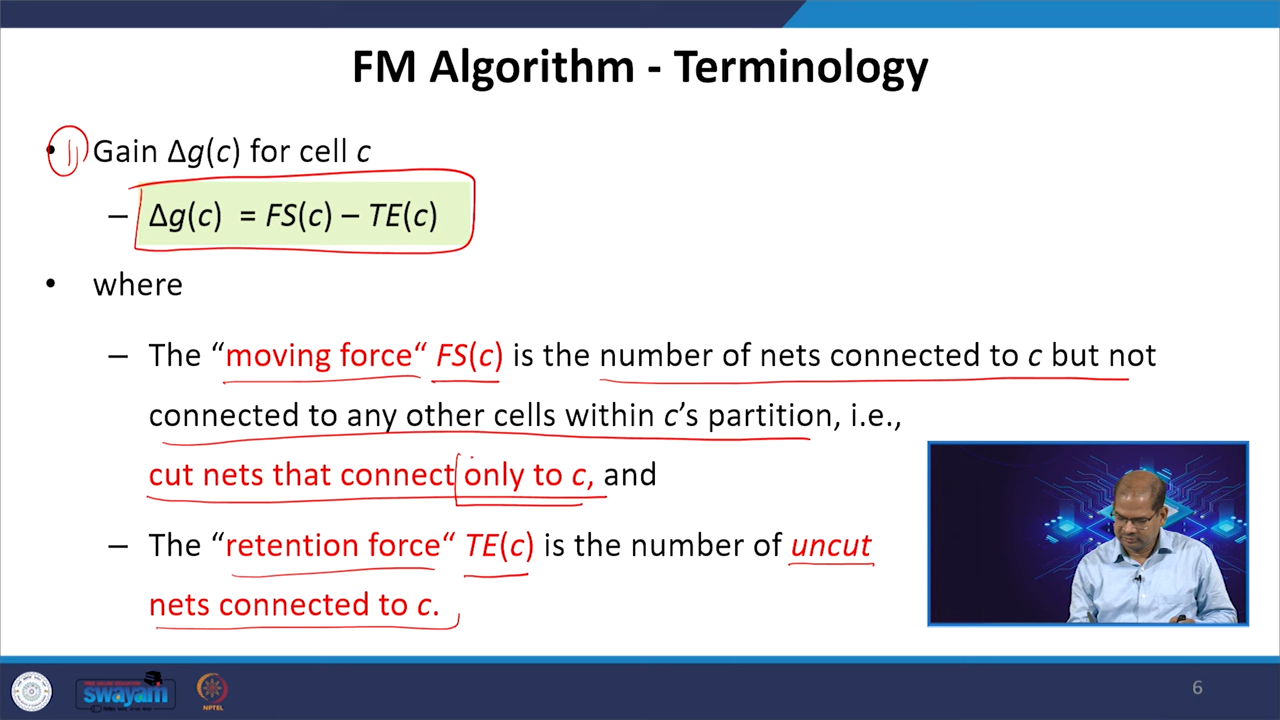 FM Algorithm - Terminology
• 1) Gain Δg(c) for cell c
– Δg(c) = FS(c) – TE(c)
• where
– The “moving force“ FS(c) is the number of nets connected to c but not
connected to any other cells within c’s partition, i.e.,
cut nets that connect only to c, and
– The “retention force“ TE(c) is the number of uncut
nets connected to c.
swayam
NPTEL
6